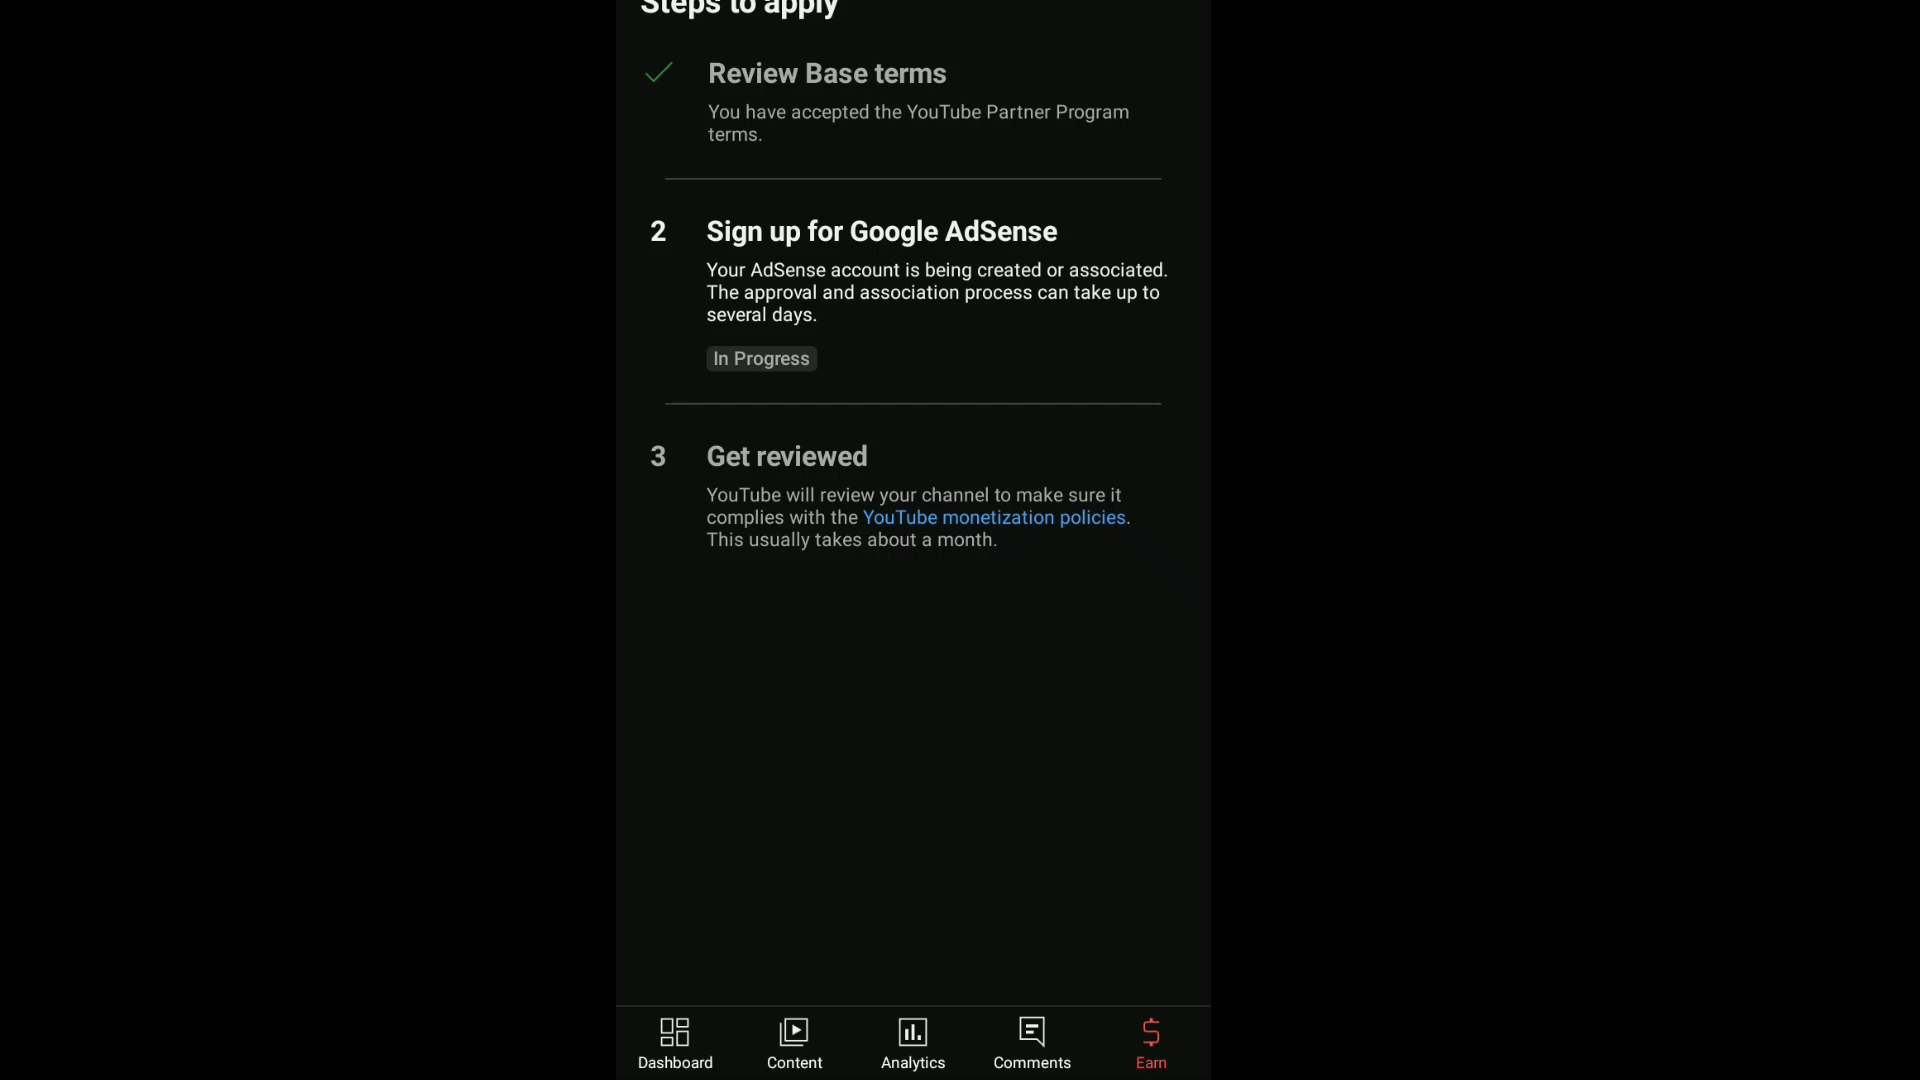 Steps to apply
Review Base terms
You have accepted the YouTube Partner Program
terms.
2
Sign up for Google AdSense
Your AdSense account is being created or associated.
The approval and association process can take up to
several days.
In Progress
3
Get reviewed
YouTube will review your channel to make sure it
complies with the YouTube monetization policies.
This usually takes about a month.
Dashboard
Content
Analytics
Comments
Earn